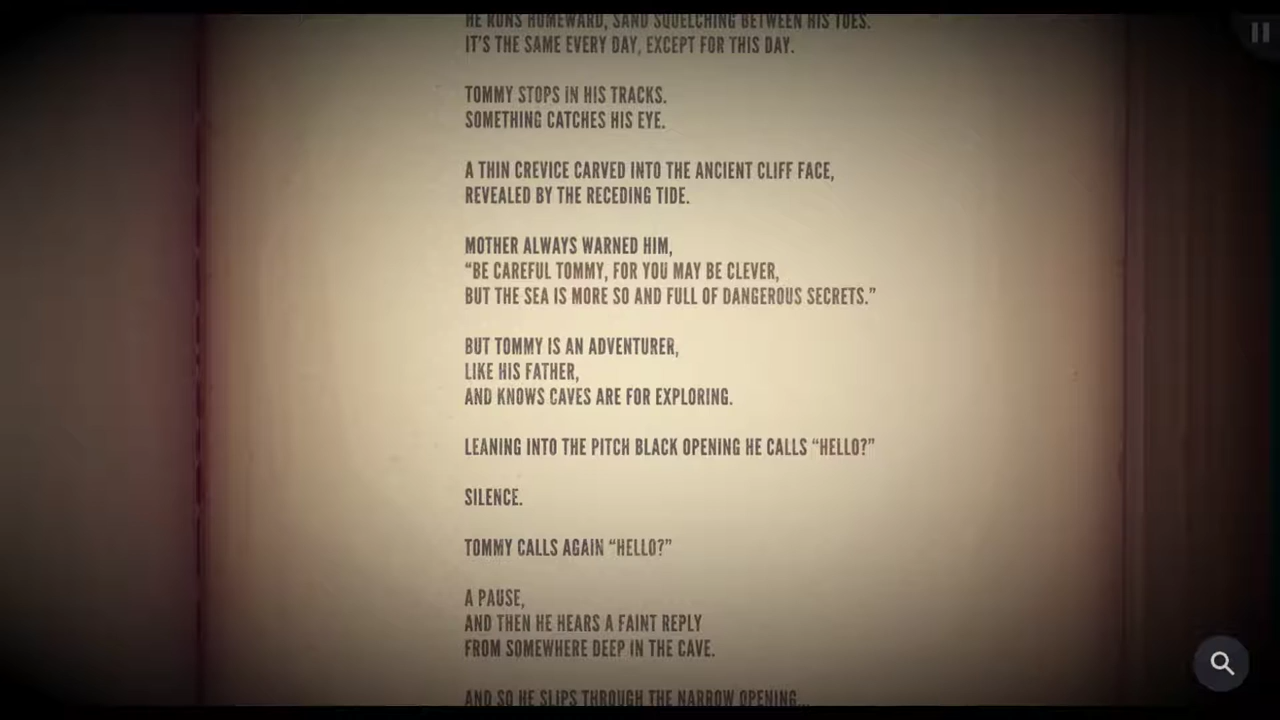 HE RUNS HOMEWARD, SAND SQUELCHING BETWEEN HIS TOES.
IT'S THE SAME EVERY DAY, EXCEPT FOR THIS DAY.
TOMMY STOPS IN HIS TRACKS.
SOMETHING CATCHES HIS EYE.
A THIN CREVICE CARVED INTO THE ANCIENT CLIFF FACE,
REVEALED BY THE RECEDING TIDE.
MOTHER ALWAYS WARNED HIM,
“BE CAREFUL TOMMY, FOR YOU MAY BE CLEVER,
BUT THE SEA IS MORE SO AND FULL OF DANGEROUS SECRETS.”
BUT TOMMY IS AN ADVENTURER,
LIKE HIS FATHER,
AND KNOWS CAVES ARE FOR EXPLORING.
LEANING INTO THE PITCH BLACK OPENING HE CALLS “HELLO?”
SILENCE.
TOMMY CALLS AGAIN “HELLO?”
A PAUSE,
AND THEN HE HEARS A FAINT REPLY
FROM SOMEWHERE DEEP IN THE CAVE.
AND SO HE SLIPS THROUGH THE NARROW OPENING...